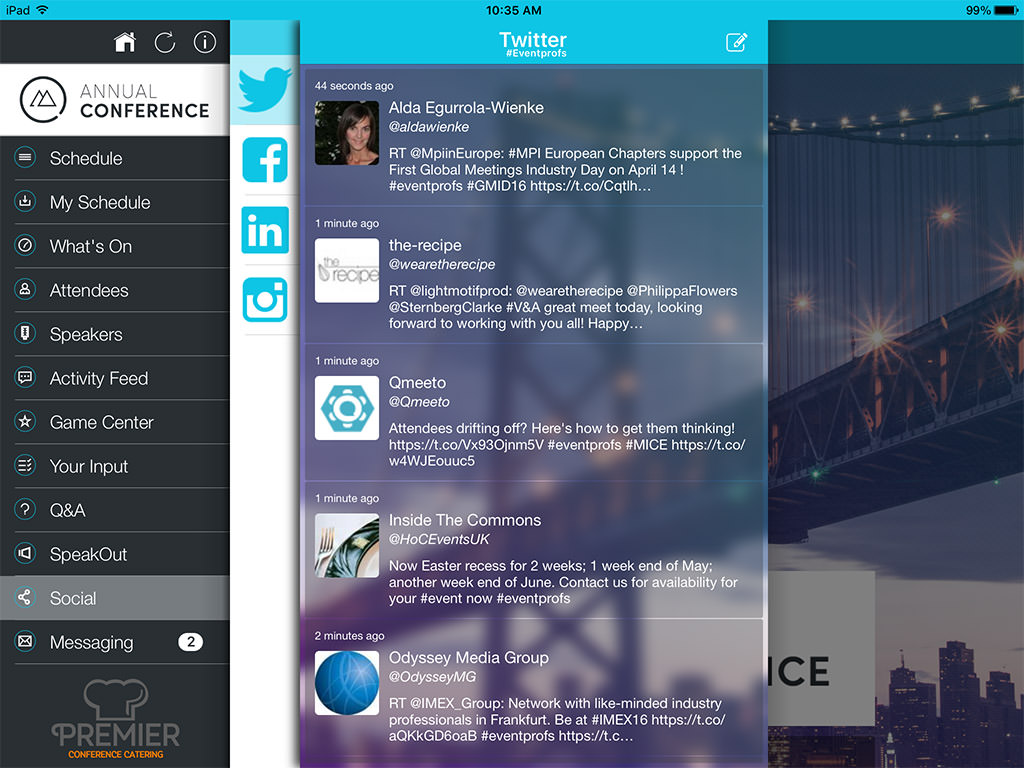 iPad
10:35 AM
99%
ANNUAL
CONFERENCE
Schedule
My Schedule
What's On
Attendees
Speakers
Activity Feed
Game Center
Your Input
Q&A
SpeakOut
Social
Messaging 2
PREMIER
CONFERENCE CATERING
Twitter
#Eventprofs
44 seconds ago
Alda Egurrola-Wienke
@aldawienke
RT @MpiinEurope: #MPI European Chapters support the
First Global Meetings Industry Day on April 14 !
#eventprofs #GMID16 https://t.co/Cqtlh…
1 minute ago
the recipe
the-recipe
@wearetherecipe
RT @lightmotifprod: @wearetherecipe @PhilippaFlowers
@SternbergClarke #V&A great meet today, looking
forward to working with you all! Happy…
1 minute ago
Qmeeto
@Qmeeto
Attendees drifting off? Here's how to get them thinking!
https://t.co/Vx93Ojnm5V #eventprofs #MICE https://t.co/
w4WJEouuc5
1 minute ago
Inside The Commons
@HoCEventsUK
Now Easter recess for 2 weeks; 1 week end of May;
another week end of June. Contact us for availability for
your #event now #eventprofs
2 minutes ago
Odyssey Media Group
@OdysseyMG
RT @IMEX_Group: Network with like-minded industry
professionals in Frankfurt. Be at #IMEX16 https://t.co/
aQKkGD6oaB #eventprofs https://t.c…
ICE